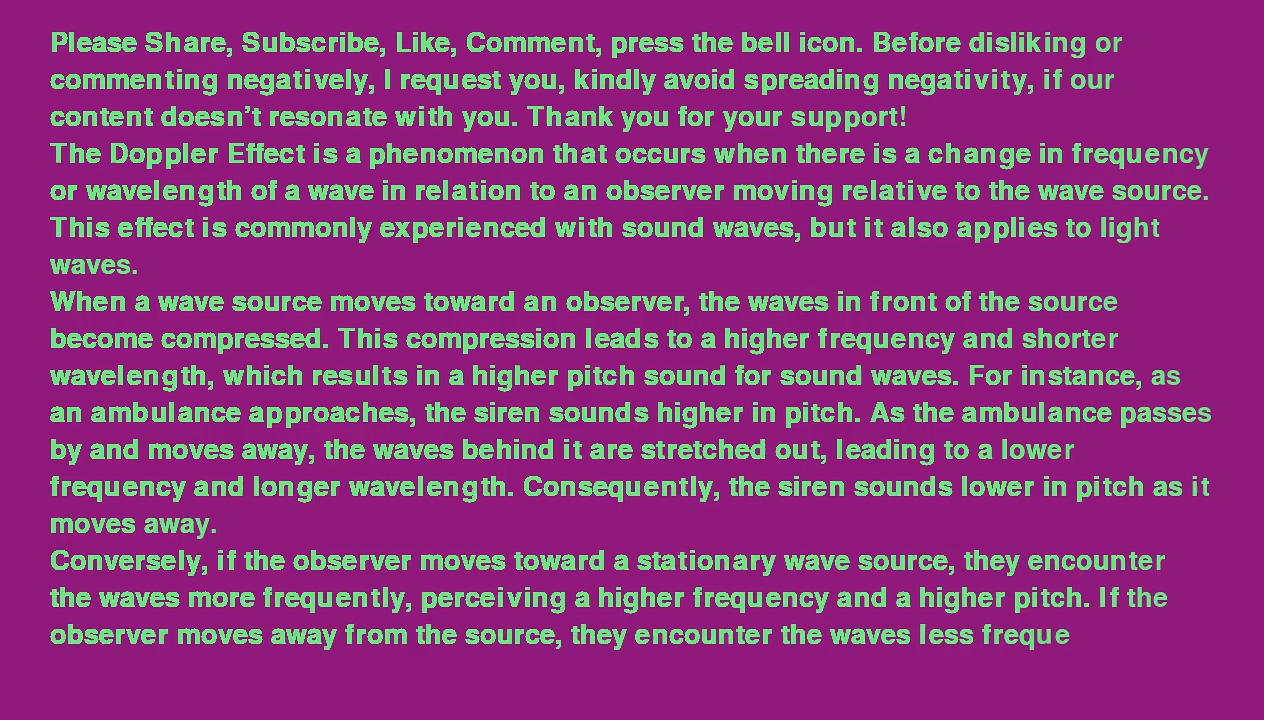 Please Share, Subscribe, Like, Comment, press the bell icon. Before disliking or
commenting negatively, I request you, kindly avoid spreading negativity, if our
content doesn’t resonate with you. Thank you for your support!
The Doppler Effect is a phenomenon that occurs when there is a change in frequency
or wavelength of a wave in relation to an observer moving relative to the wave source.
This effect is commonly experienced with sound waves, but it also applies to light
waves.
When a wave source moves toward an observer, the waves in front of the source
become compressed. This compression leads to a higher frequency and shorter
wavelength, which results in a higher pitch sound for sound waves. For instance, as
an ambulance approaches, the siren sounds higher in pitch. As the ambulance passes
by and moves away, the waves behind it are stretched out, leading to a lower
frequency and longer wavelength. Consequently, the siren sounds lower in pitch as it
moves away.
Conversely, if the observer moves toward a stationary wave source, they encounter
the waves more frequently, perceiving a higher frequency and a higher pitch. If the
observer moves away from the source, they encounter the waves less freque